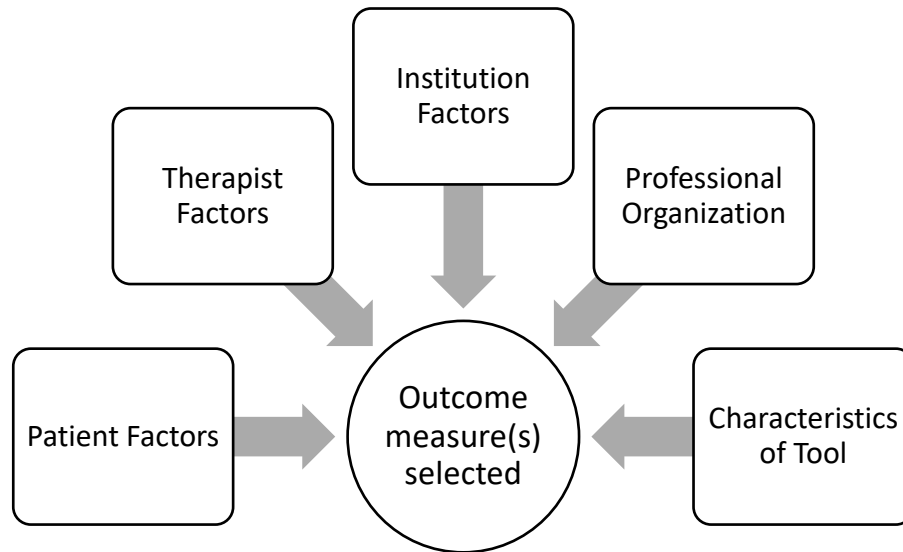 Institution
Factors
Therapist
Factors
Professional
Organization
Patient Factors
Outcome
measure(s)
selected
Characteristics
of Tool